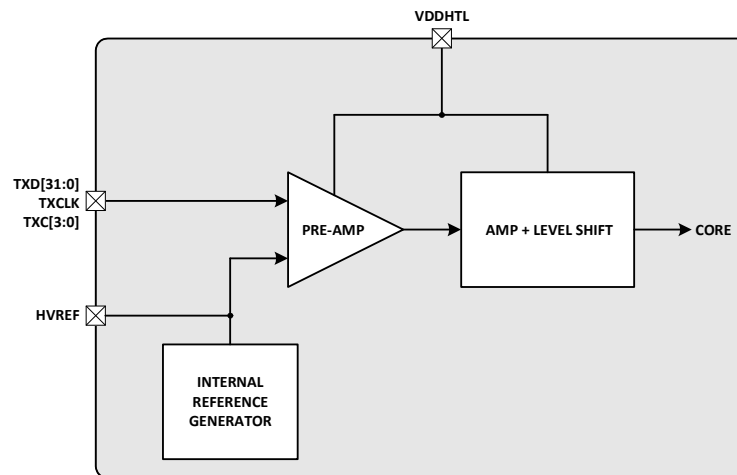 VDDHTL
TXD[31:0]
TXCLK
TXC[3:0]
PRE-AMP
AMP + LEVEL SHIFT
CORE
HVREF
INTERNAL
REFERENCE
GENERATOR